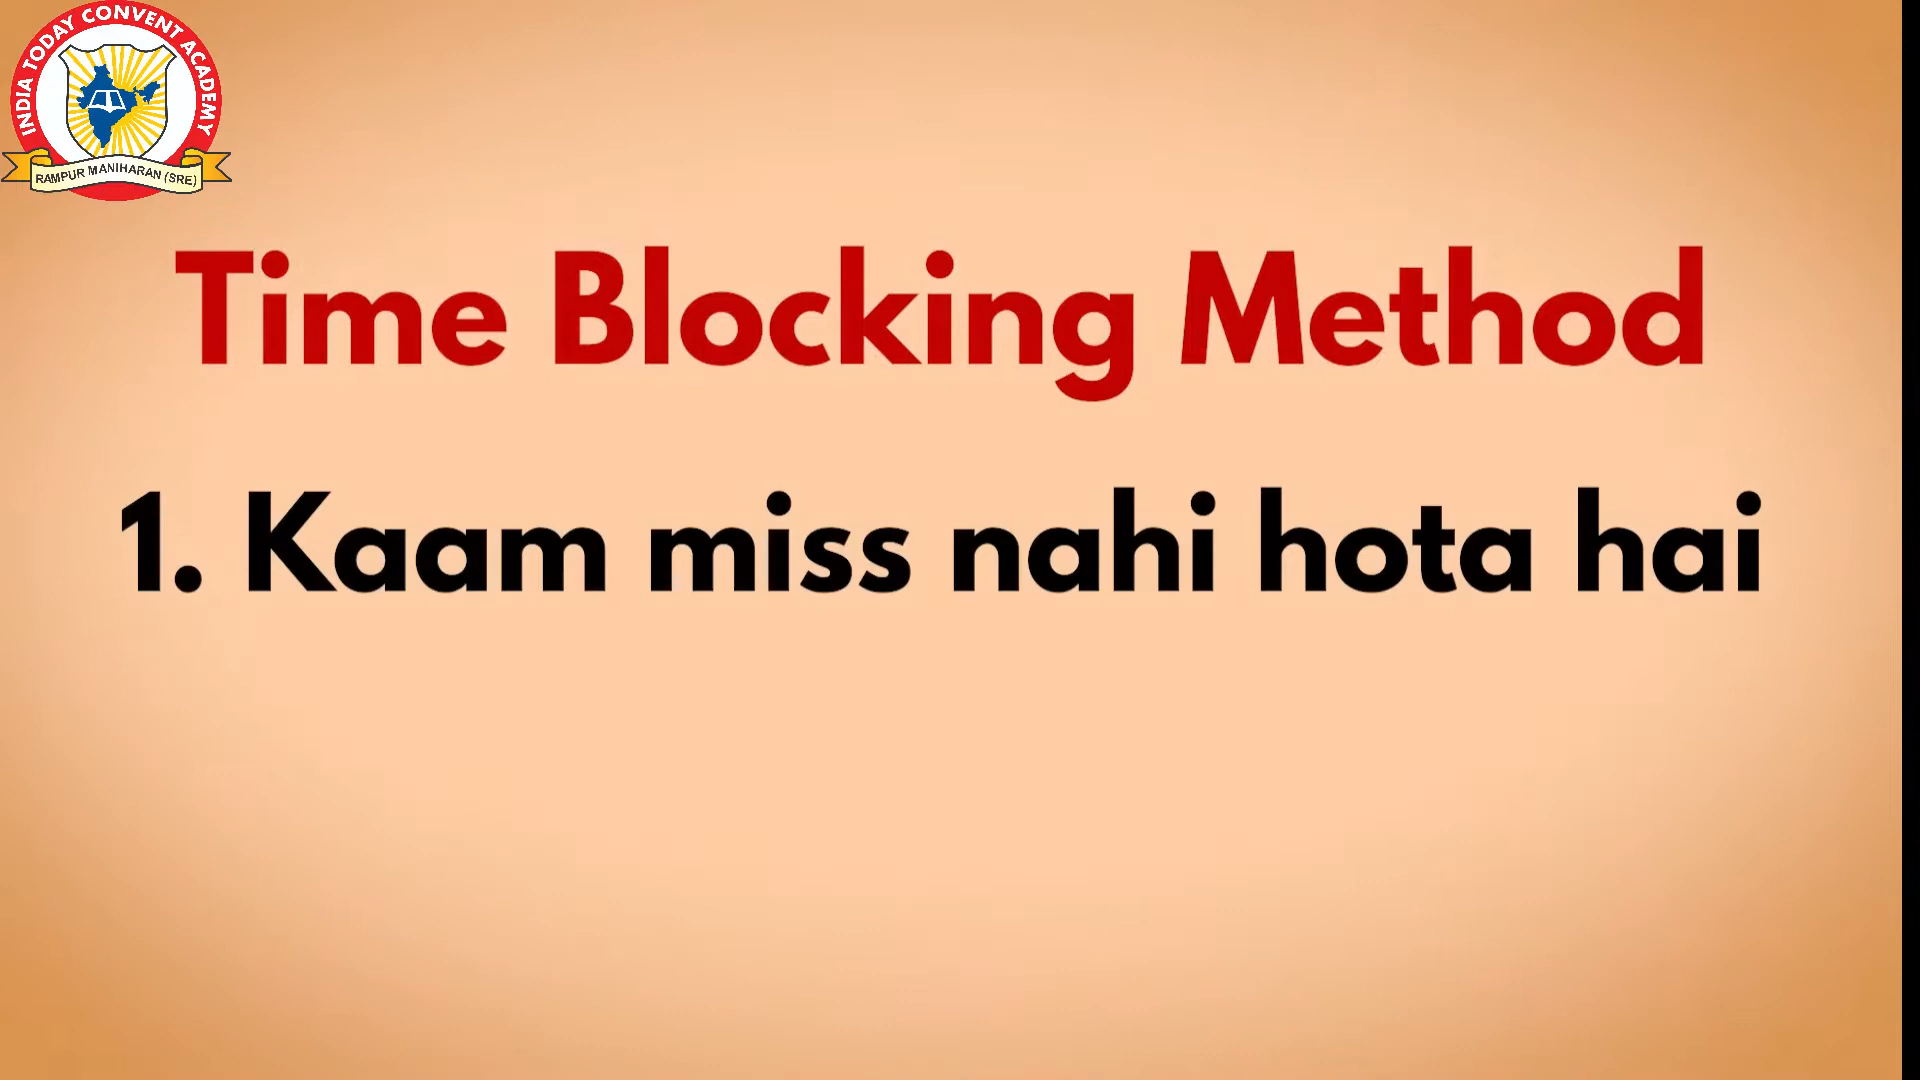 INDIA TODAY CONVENT ACADEMY
RAMPUR MANIHARAN (SRE)
Time Blocking Method
1. Kaam miss nahi hota hai